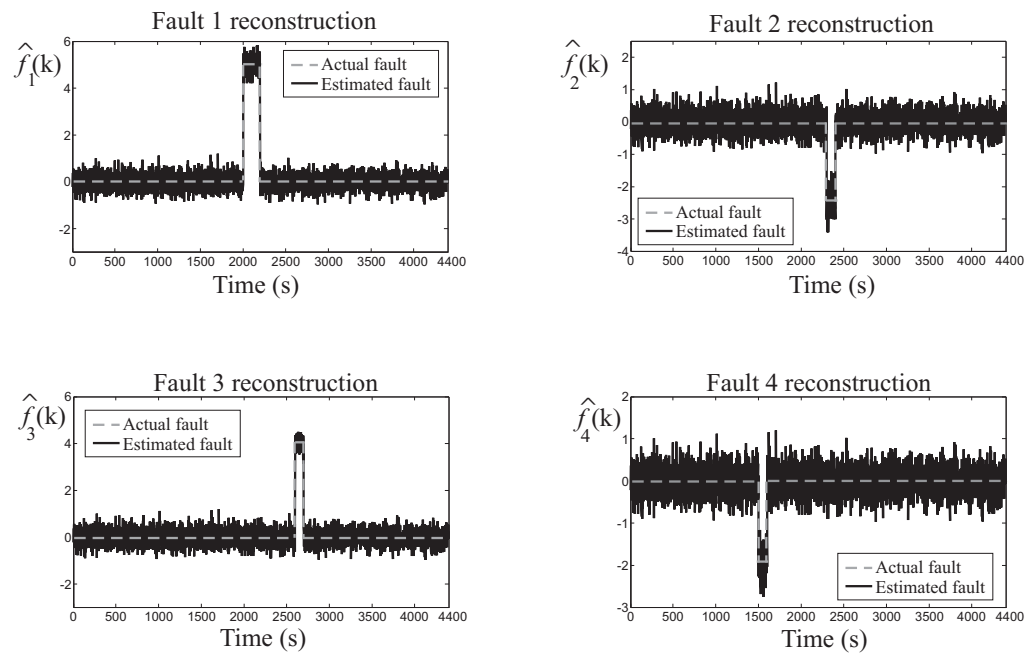 Fault 1 reconstruction
f̂1(k)
6
4
2
0
-2
Actual fault
Estimated fault
0 500 1000 1500 2000 2500 3000 3500 4000 4400
Time (s)
Fault 2 reconstruction
f̂2(k)
2
1
0
-1
-2
-3
-4
Actual fault
Estimated fault
0 500 1000 1500 2000 2500 3000 3500 4000 4400
Time (s)
Fault 3 reconstruction
f̂3(k)
6
4
2
0
-2
Actual fault
Estimated fault
0 500 1000 1500 2000 2500 3000 3500 4000 4400
Time (s)
Fault 4 reconstruction
f̂4(k)
2
1
0
-1
-2
-3
Actual fault
Estimated fault
0 500 1000 1500 2000 2500 3000 3500 4000 4400
Time (s)